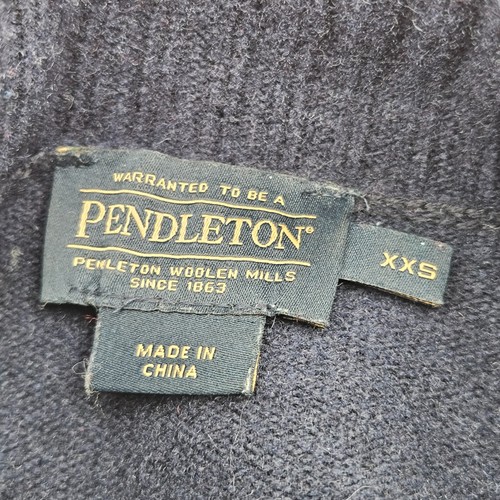 WARRANTED TO BE A
PENDLETON®
PENLETON WOOLEN MILLS
SINCE 1863
XXS
MADE IN
CHINA